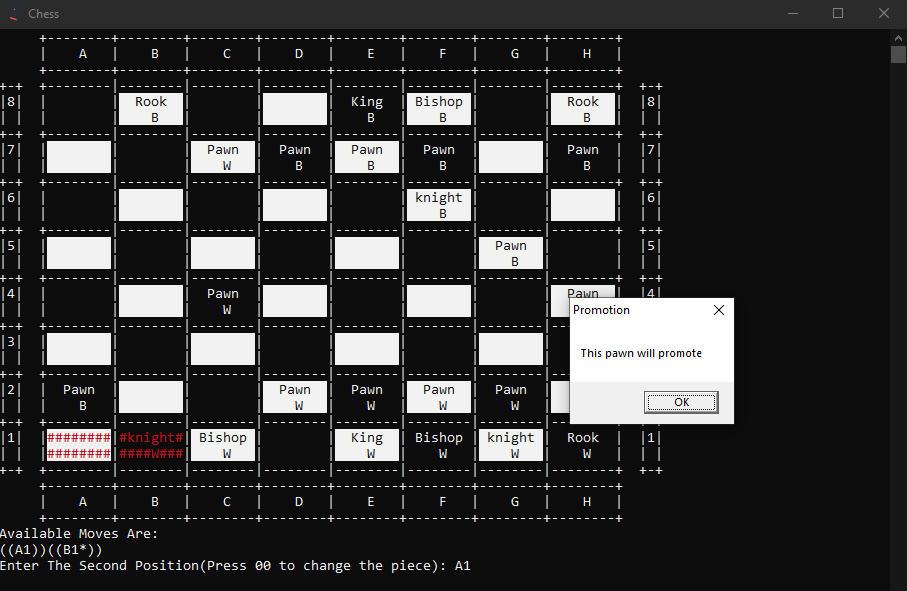 Chess
A B C D E F G H
8 Rook King Bishop Rook 8
B B B B
7 Pawn Pawn Pawn Pawn Pawn 7
W B B B B
6 knight 6
B
5 Pawn 5
B
4 Pawn Pawn 4
W
Promotion
3 3
This pawn will promote
2 Pawn Pawn Pawn Pawn Pawn
B W W W W
OK
1 ######## #knight# Bishop King Bishop knight Rook 1
######## ####W### W W W W W
A B C D E F G H
Available Moves Are:
((A1))((B1*))
Enter The Second Position(Press 00 to change the piece): A1